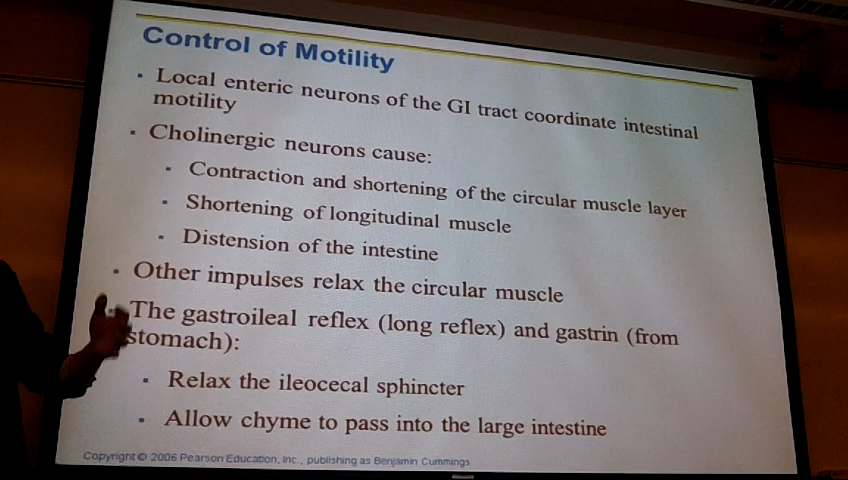 Control of Motility
• Local enteric neurons of the GI tract coordinate intestinal
motility
• Cholinergic neurons cause:
• Contraction and shortening of the circular muscle layer
• Shortening of longitudinal muscle
• Distension of the intestine
• Other impulses relax the circular muscle
The gastroileal reflex (long reflex) and gastrin (from
stomach):
• Relax the ileocecal sphincter
• Allow chyme to pass into the large intestine
Copyright © 2006 Pearson Education, Inc., publishing as Benjamin Cummings